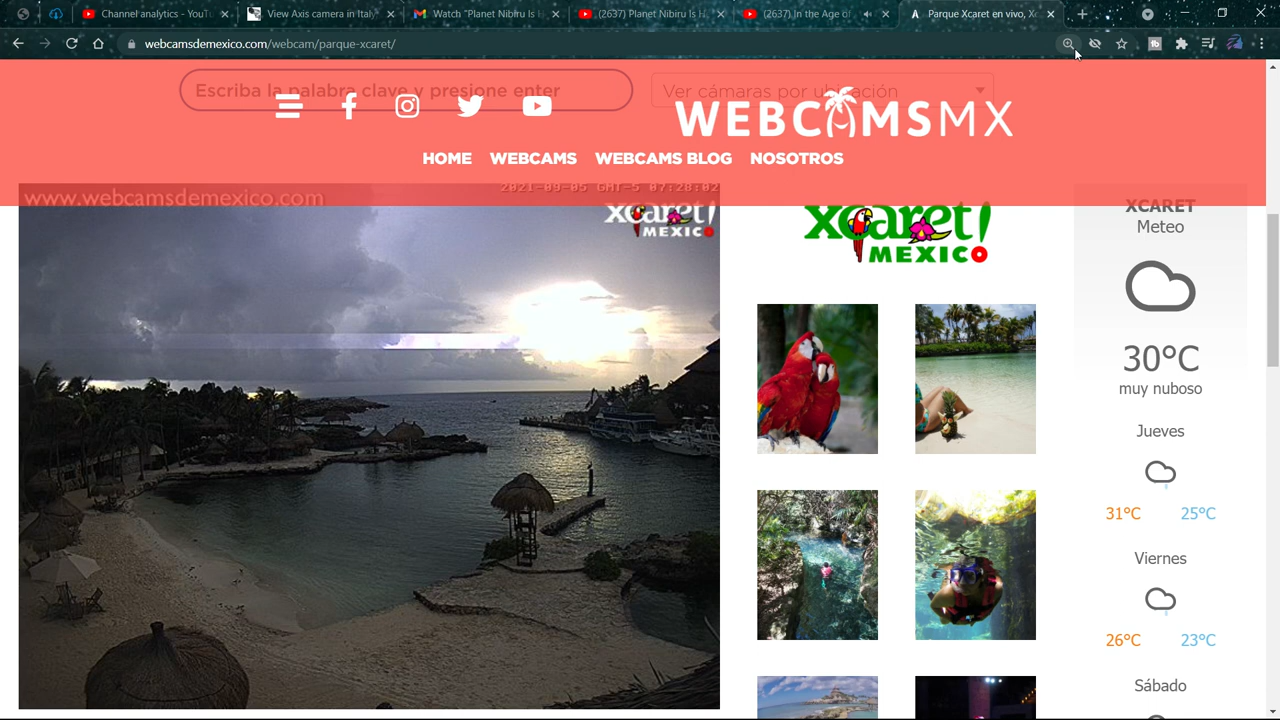 Channel analytics - YouT
View Axis camera in Italy,
Watch "Planet Nibiru Is H
(2637) Planet Nibiru Is H
(2637) In the Age of
Parque Xcaret en vivo, Xc
webcamsdemexico.com/webcam/parque-xcaret/
Escriba la palabra clave y presione enter
Ver cámaras por ubicación
WEBCAMSMX
HOME WEBCAMS WEBCAMS BLOG NOSOTROS
www.webcamsdemexico.com
2021-09-05 GMT-5 07:28:02
xcaret!
MEXICO
xcaret!
MEXICO
XCARET
Meteo
30°C
muy nuboso
Jueves
31°C 25°C
Viernes
26°C 23°C
Sábado